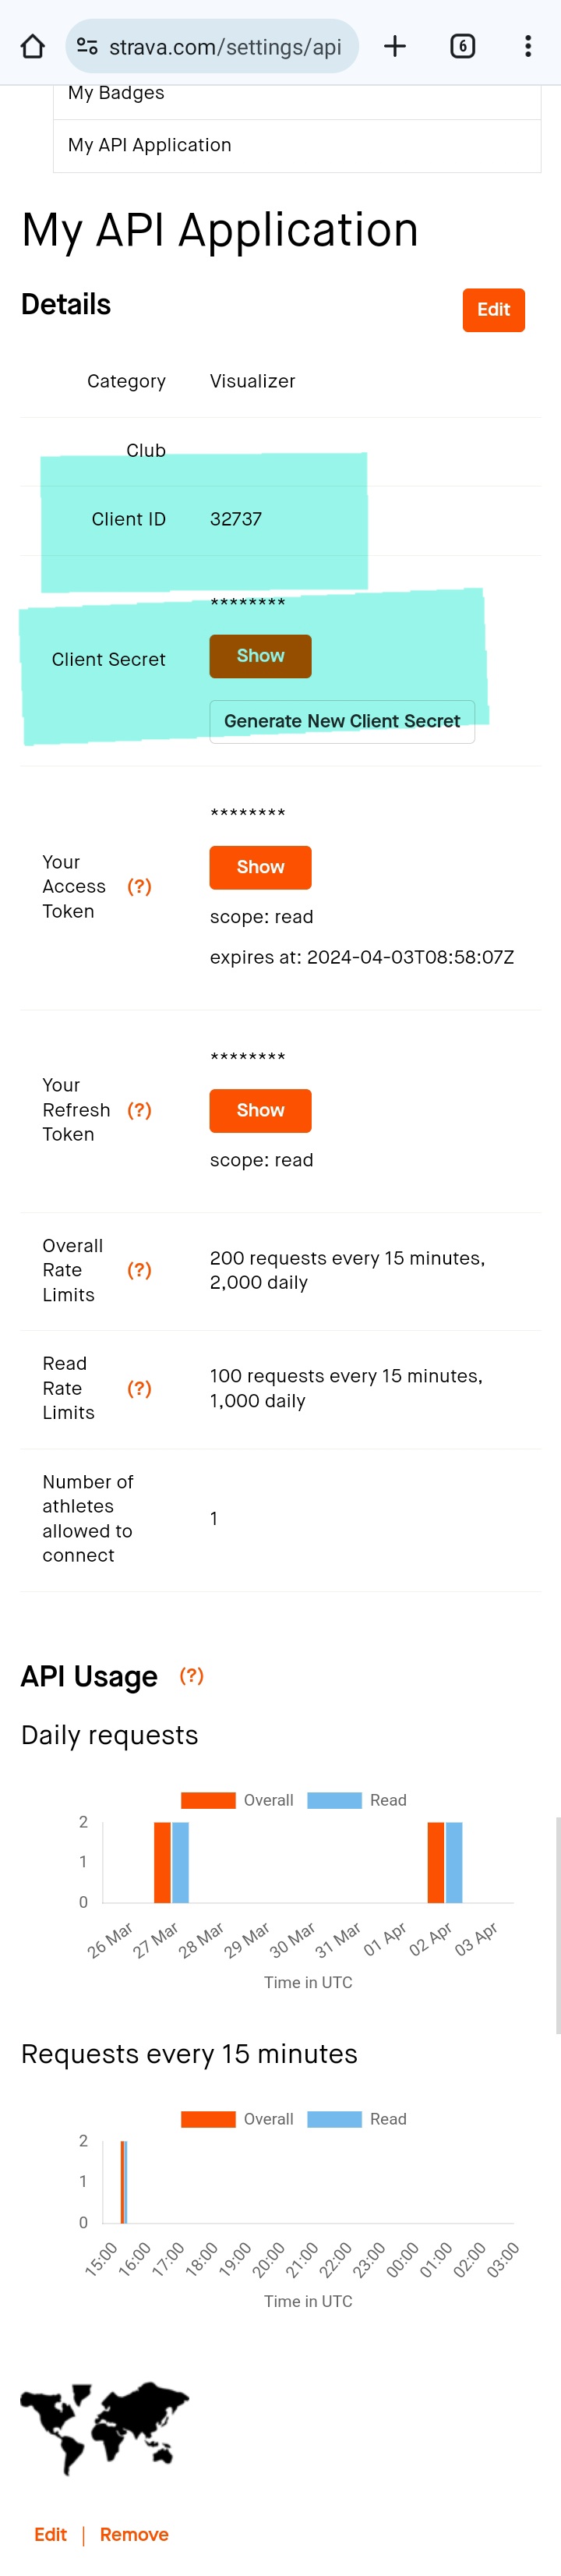 strava.com/settings/api
6
My Badges
My API Application
My API Application
Details
Edit
Category Visualizer
Club
Client ID 32737
********
Client Secret Show
Generate New Client Secret
********
Your
Access (?) Show
Token
scope: read
expires at: 2024-04-03T08:58:07Z
********
Your
Refresh (?) Show
Token
scope: read
Overall
Rate (?)
Limits
200 requests every 15 minutes,
2,000 daily
Read
Rate (?)
Limits
100 requests every 15 minutes,
1,000 daily
Number of
athletes
allowed to
connect
1
API Usage (?)
Daily requests
Overall Read
2
1
0
26 Mar 27 Mar 28 Mar 29 Mar 30 Mar 31 Mar 01 Apr 02 Apr 03 Apr
Time in UTC
Requests every 15 minutes
Overall Read
2
1
0
15:00 16:00 17:00 18:00 19:00 20:00 21:00 22:00 23:00 00:00 01:00 02:00 03:00
Time in UTC
Edit | Remove